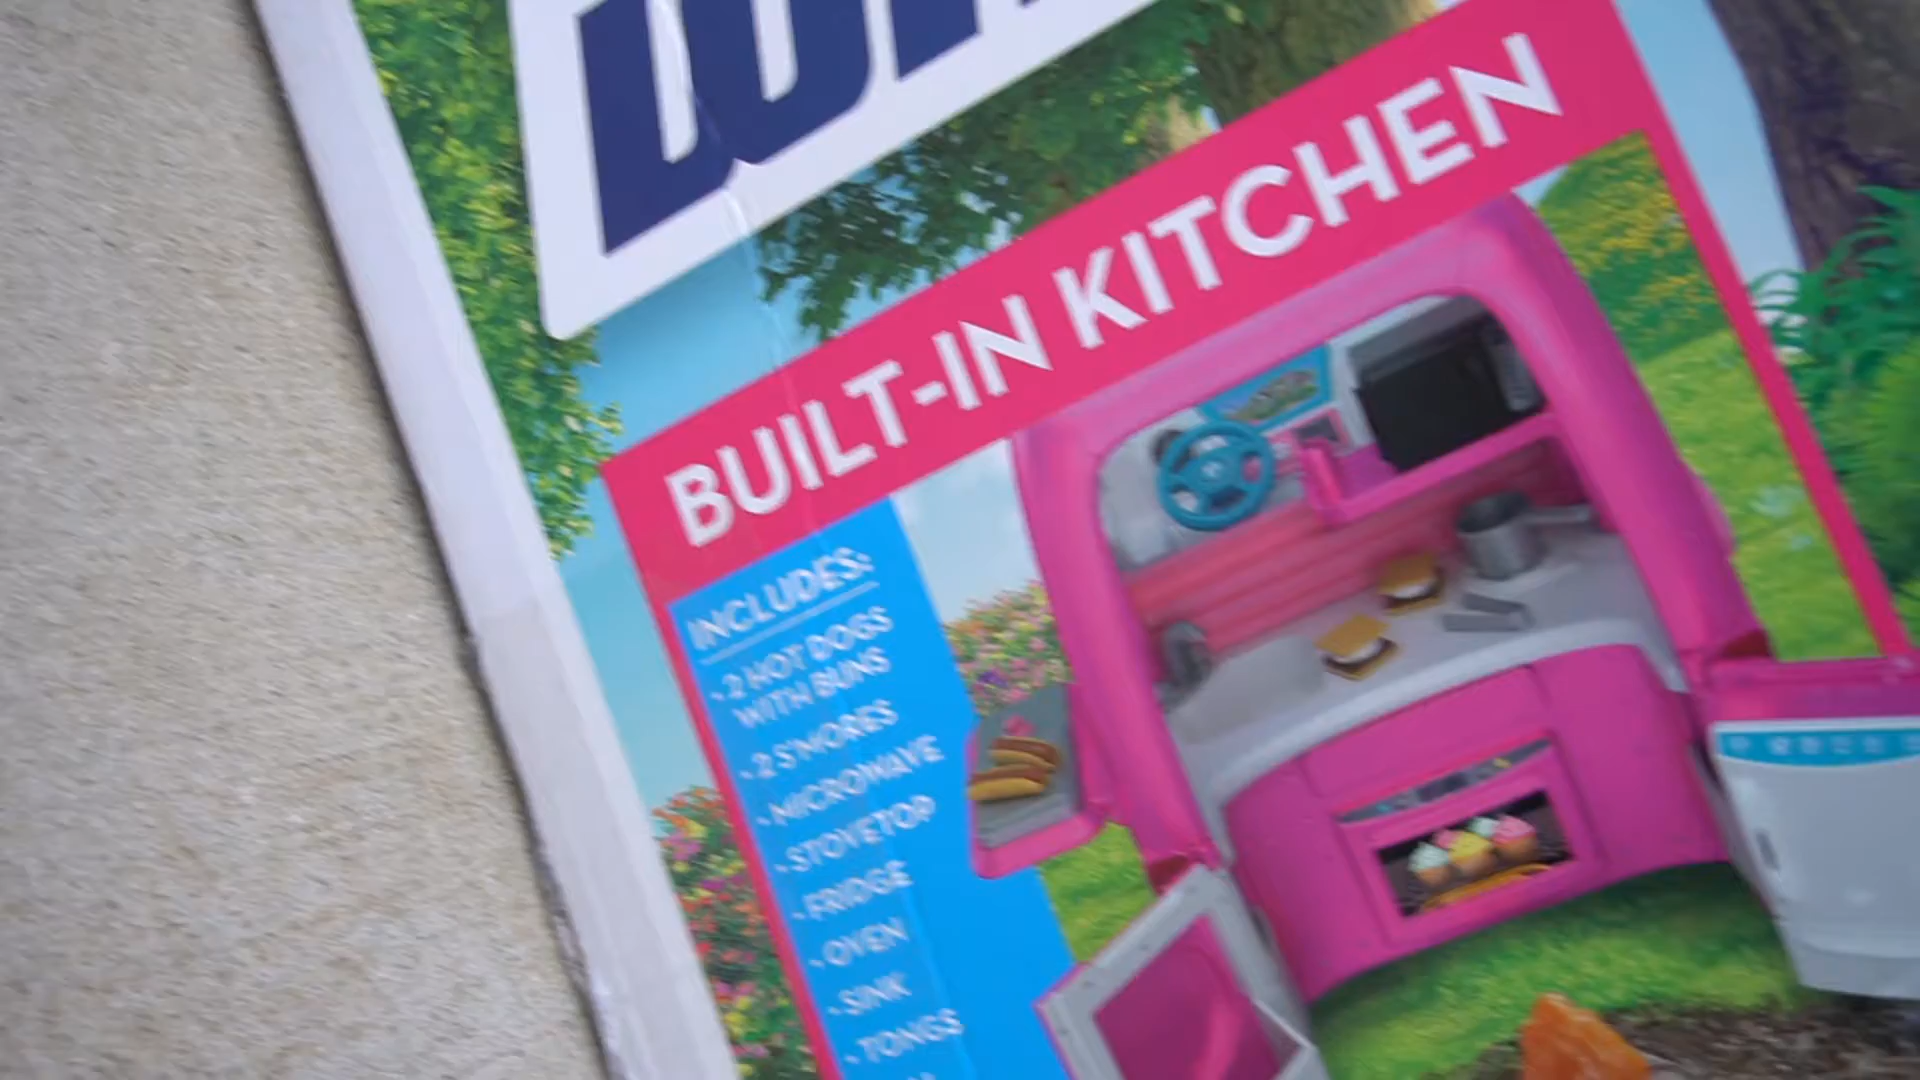 BUILT-IN KITCHEN
INCLUDES:
• 2 HOT DOGS
WITH BUNS
• 2 S'MORES
• MICROWAVE
• STOVETOP
• FRIDGE
• OVEN
• SINK
• TONGS